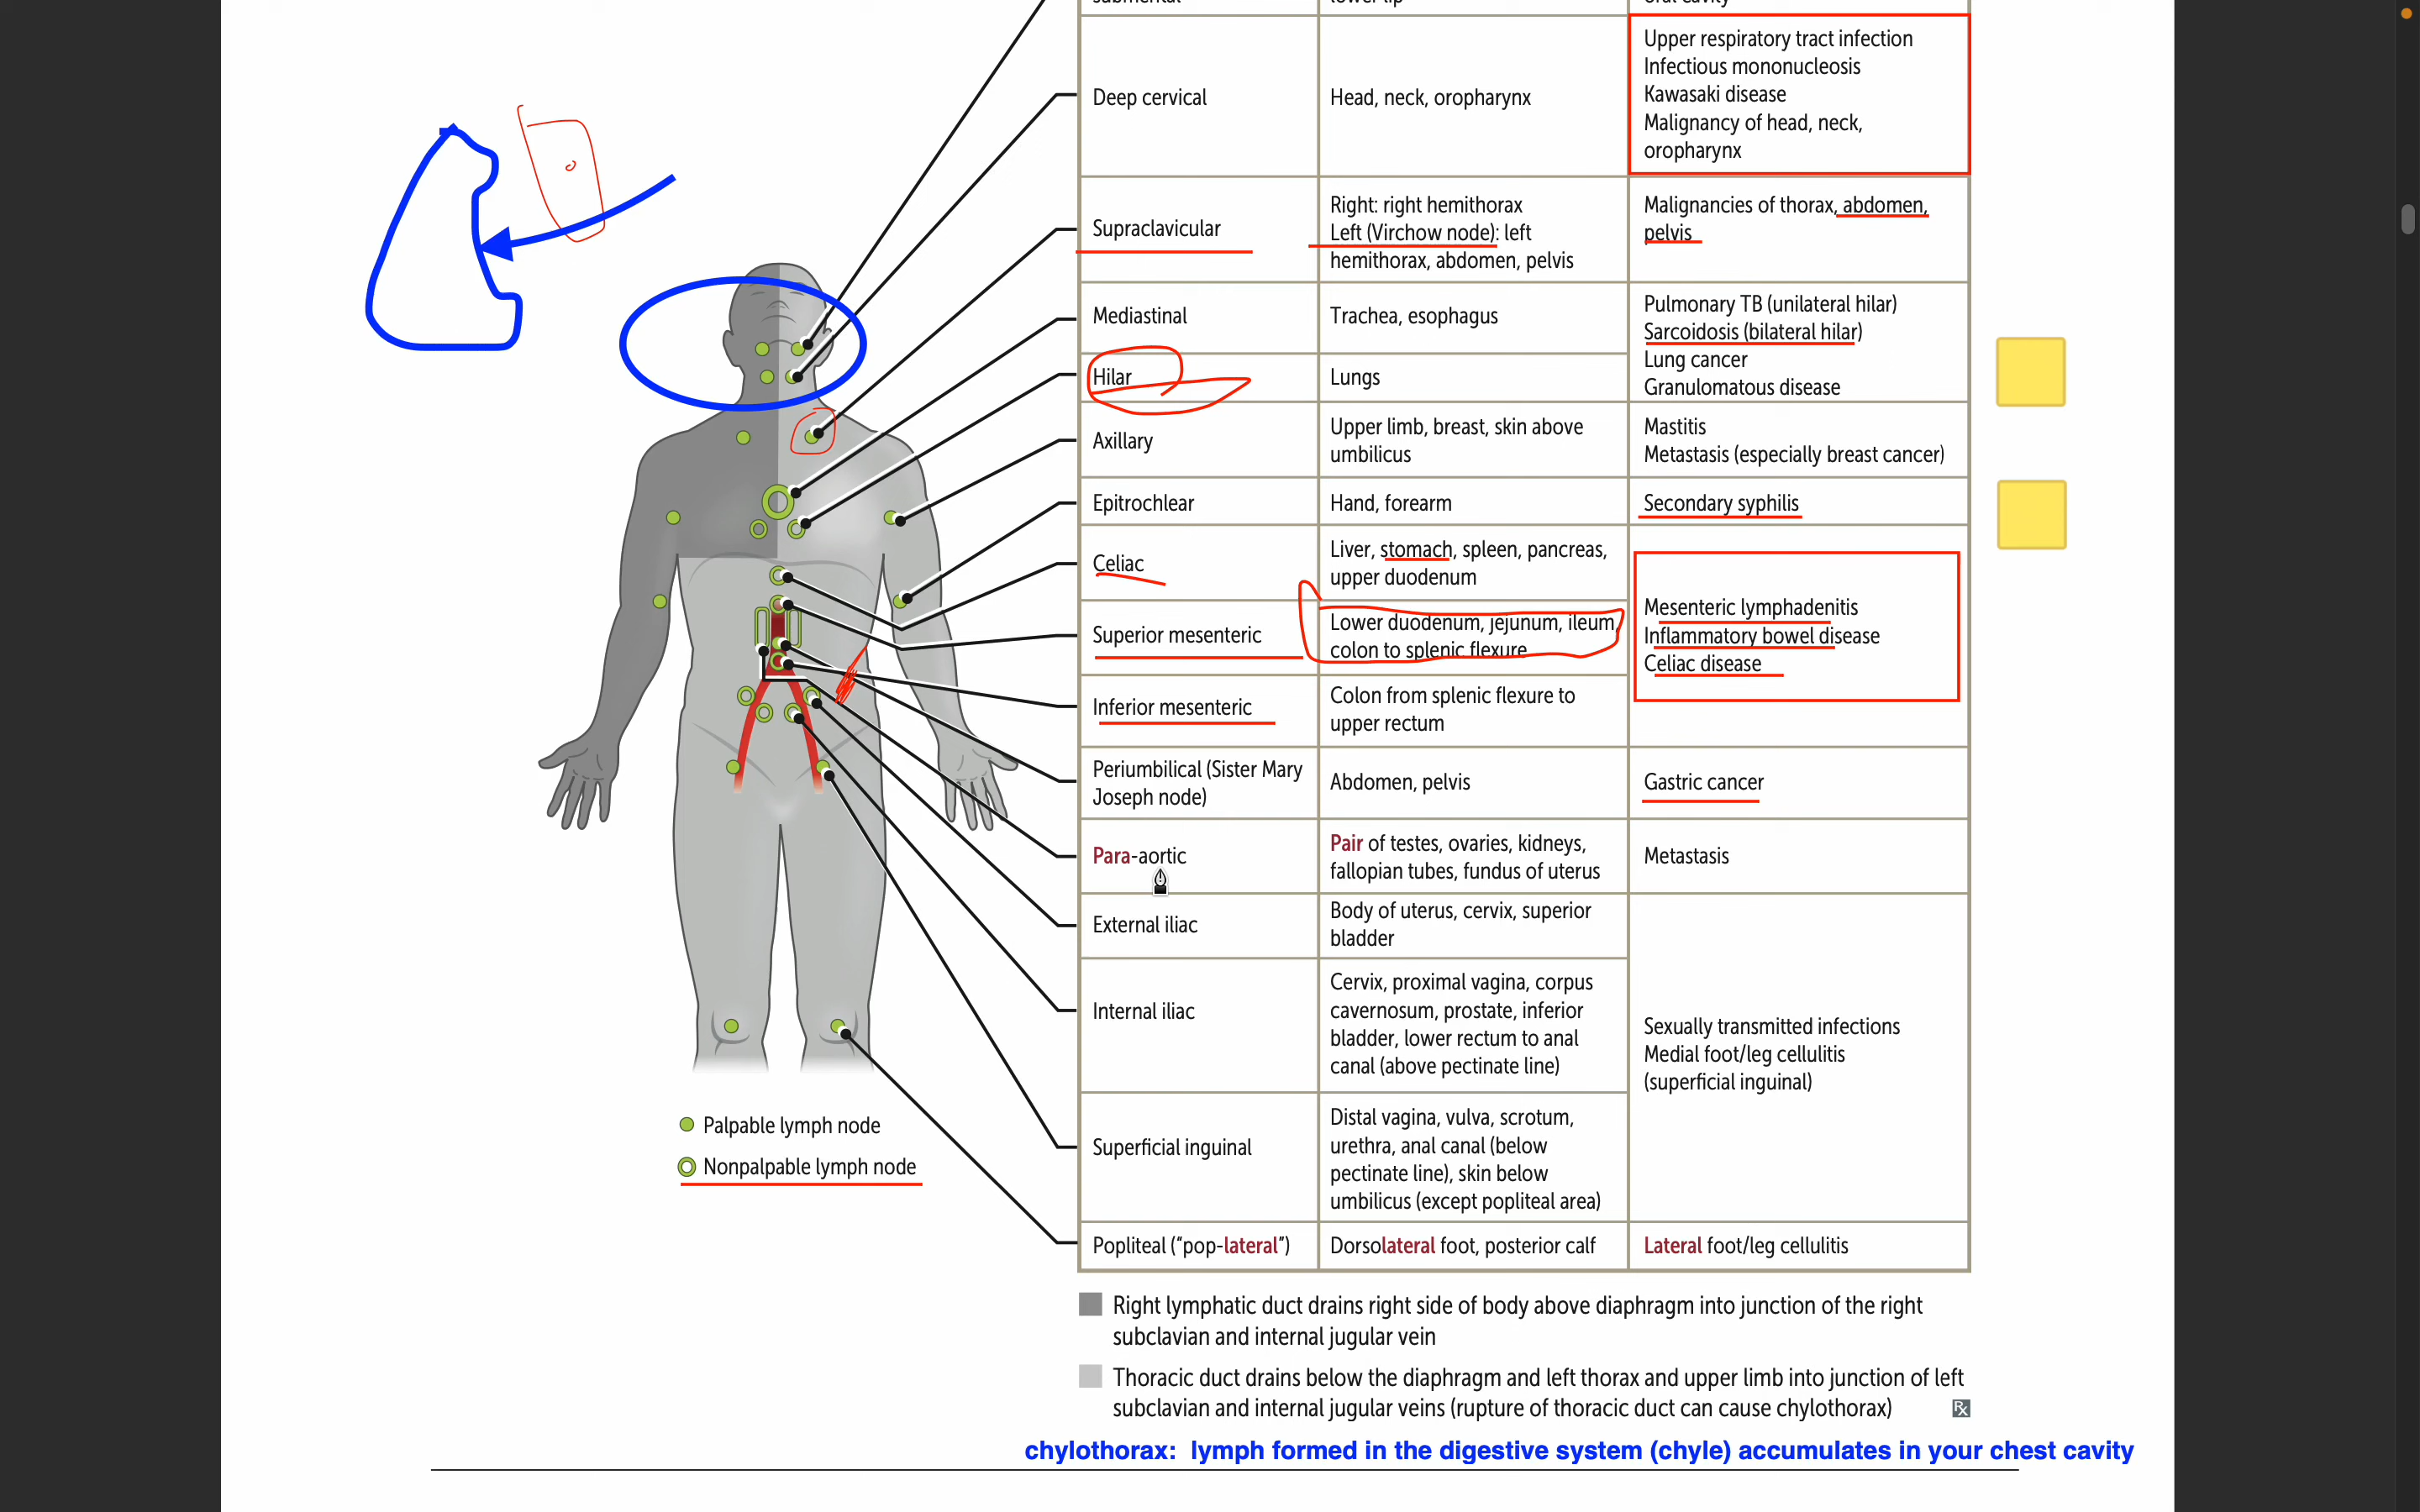 submental
lower lip
oral cavity
Deep cervical
Head, neck, oropharynx
Upper respiratory tract infection
Infectious mononucleosis
Kawasaki disease
Malignancy of head, neck,
oropharynx
Supraclavicular
Right: right hemithorax
Left (Virchow node): left
hemithorax, abdomen, pelvis
Malignancies of thorax, abdomen,
pelvis
Mediastinal
Trachea, esophagus
Pulmonary TB (unilateral hilar)
Sarcoidosis (bilateral hilar)
Lung cancer
Granulomatous disease
Hilar
Lungs
Axillary
Upper limb, breast, skin above
umbilicus
Mastitis
Metastasis (especially breast cancer)
Epitrochlear
Hand, forearm
Secondary syphilis
Celiac
Liver, stomach, spleen, pancreas,
upper duodenum
Mesenteric lymphadenitis
Inflammatory bowel disease
Celiac disease
Superior mesenteric
Lower duodenum, jejunum, ileum,
colon to splenic flexure
Inferior mesenteric
Colon from splenic flexure to
upper rectum
Periumbilical (Sister Mary
Joseph node)
Abdomen, pelvis
Gastric cancer
Para-aortic
Pair of testes, ovaries, kidneys,
fallopian tubes, fundus of uterus
Metastasis
External iliac
Body of uterus, cervix, superior
bladder
Internal iliac
Cervix, proximal vagina, corpus
cavernosum, prostate, inferior
bladder, lower rectum to anal
canal (above pectinate line)
Sexually transmitted infections
Medial foot/leg cellulitis
(superficial inguinal)
Superficial inguinal
Distal vagina, vulva, scrotum,
urethra, anal canal (below
pectinate line), skin below
umbilicus (except popliteal area)
Popliteal (“pop-lateral”)
Dorsolateral foot, posterior calf
Lateral foot/leg cellulitis
Palpable lymph node
Nonpalpable lymph node
Right lymphatic duct drains right side of body above diaphragm into junction of the right
subclavian and internal jugular vein
Thoracic duct drains below the diaphragm and left thorax and upper limb into junction of left
subclavian and internal jugular veins (rupture of thoracic duct can cause chylothorax)
Rx
chylothorax: lymph formed in the digestive system (chyle) accumulates in your chest cavity